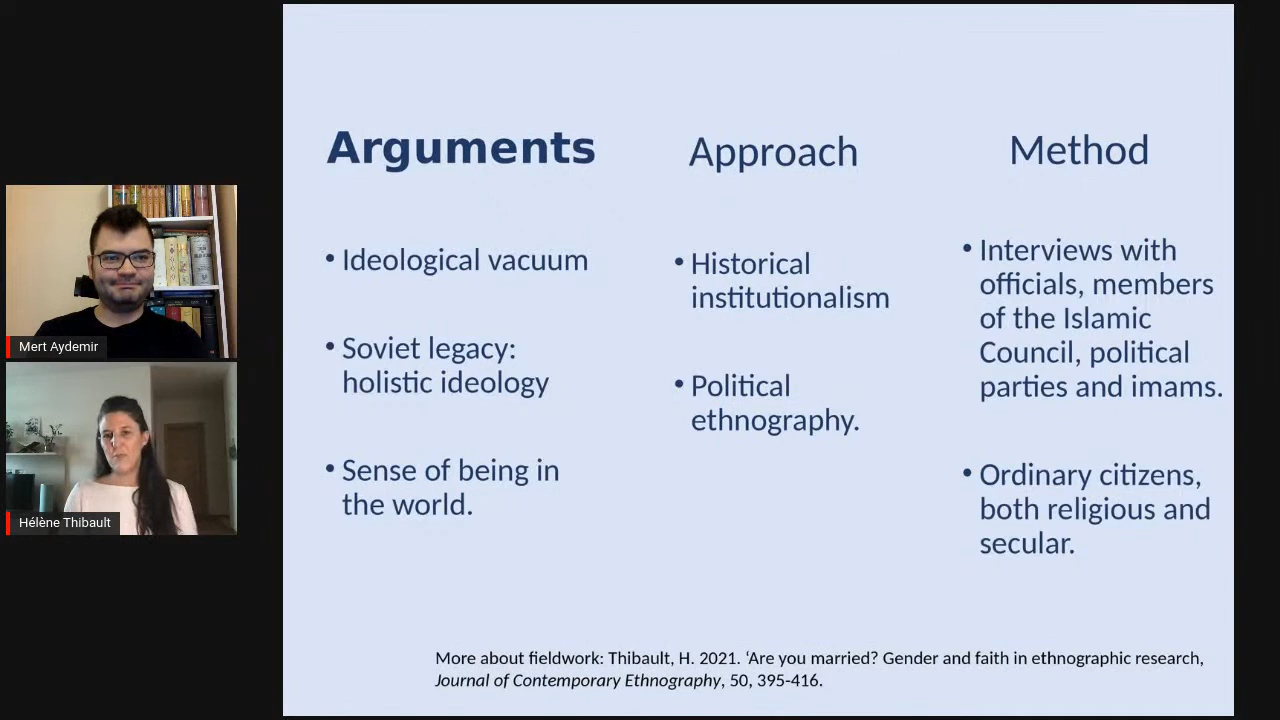 Arguments
• Ideological vacuum
• Soviet legacy:
holistic ideology
• Sense of being in
the world.
Approach
• Historical
institutionalism
• Political
ethnography.
Method
• Interviews with
officials, members
of the Islamic
Council, political
parties and imams.
• Ordinary citizens,
both religious and
secular.
More about fieldwork: Thibault, H. 2021. ‘Are you married? Gender and faith in ethnographic research,
Journal of Contemporary Ethnography, 50, 395-416.
Mert Aydemir
Hélène Thibault